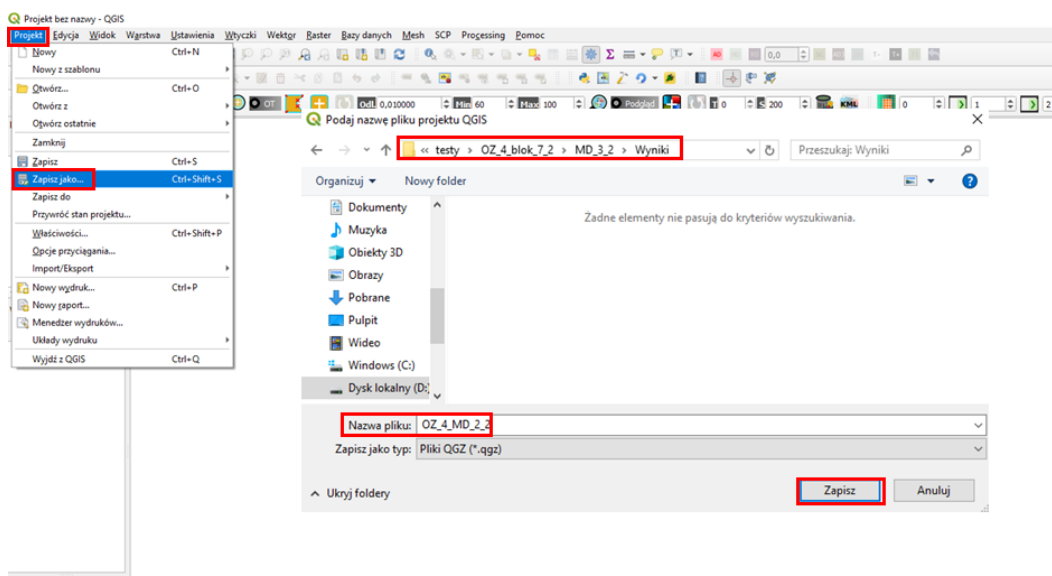 Projekt bez nazwy - QGIS
Projekt Edycja Widok Warstwa Ustawienia Wtyczki Wektor Raster Bazy danych Mesh SCP Processing Pomoc
Nowy Ctrl+N
Nowy z szablonu
Otwórz... Ctrl+O
Otwórz z
Otwórz ostatnie
Zamknij
Zapisz Ctrl+S
Zapisz jako... Ctrl+Shift+S
Zapisz do
Przywróć stan projektu...
Właściwości... Ctrl+Shift+P
Opcje przyciągania...
Import/Eksport
Nowy wydruk... Ctrl+P
Nowy raport...
Menedżer wydruków...
Układy wydruku
Wyjdź z QGIS Ctrl+Q
0,0
OT Odl. 0,010000 Min 60 Max 100 Podgląd T 0 S 200 KML 0 1 2
Podaj nazwę pliku projektu QGIS
« testy › OZ_4_blok_7_2 › MD_3_2 › Wyniki
Przeszukaj: Wyniki
Organizuj Nowy folder
Dokumenty
Muzyka
Obiekty 3D
Obrazy
Pobrane
Pulpit
Wideo
Windows (C:)
Dysk lokalny (D:)
Żadne elementy nie pasują do kryteriów wyszukiwania.
Nazwa pliku: OZ_4_MD_2_2
Zapisz jako typ: Pliki QGZ (*.qgz)
Ukryj foldery
Zapisz Anuluj